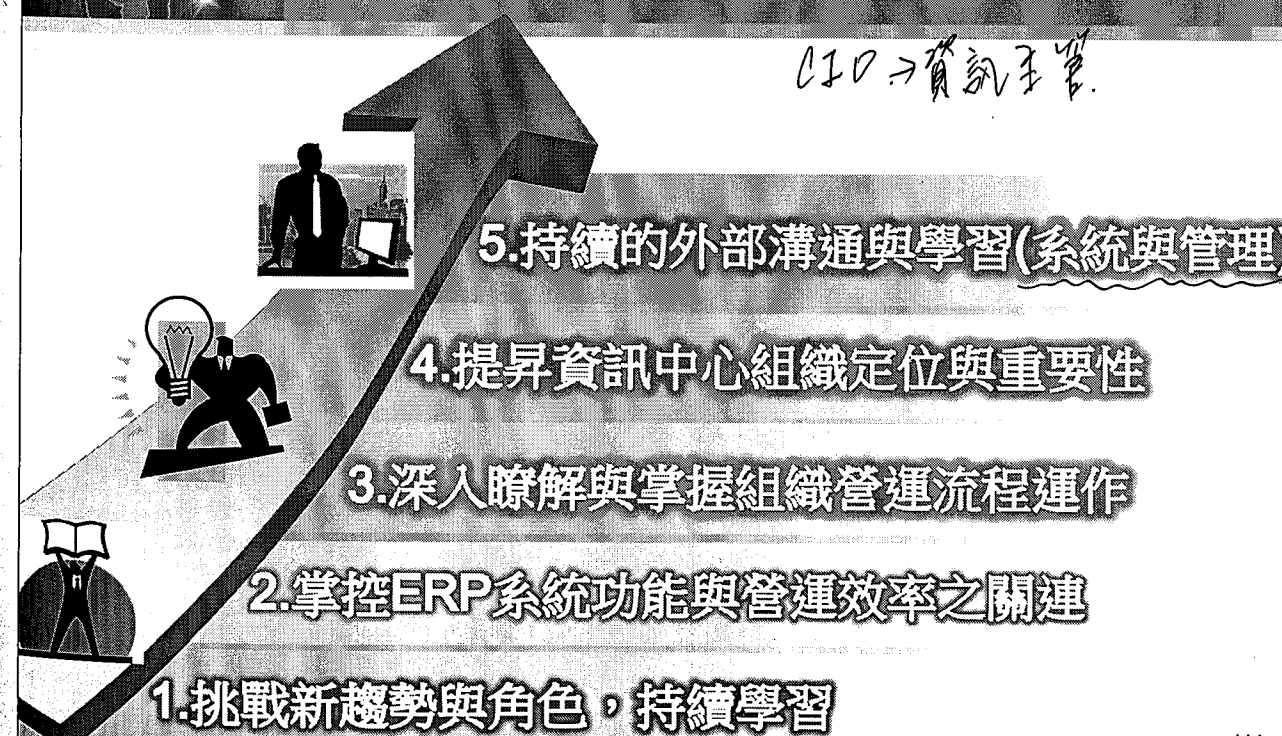 CIO→資訊主管.
5.持續的外部溝通與學習(系統與管理)
4.提昇資訊中心組織定位與重要性
3.深入瞭解與掌握組織營運流程運作
2.掌控ERP系統功能與營運效率之關連
1.挑戰新趨勢與角色，持續學習